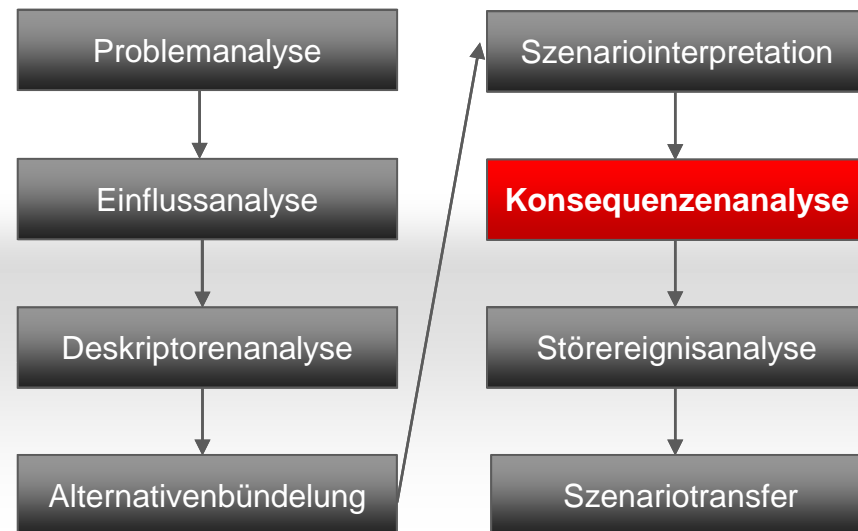 Problemanalyse
Einflussanalyse
Deskriptorenanalyse
Alternativenbündelung
Szenariointerpretation
Konsequenzenanalyse
Störereignisanalyse
Szenariotransfer